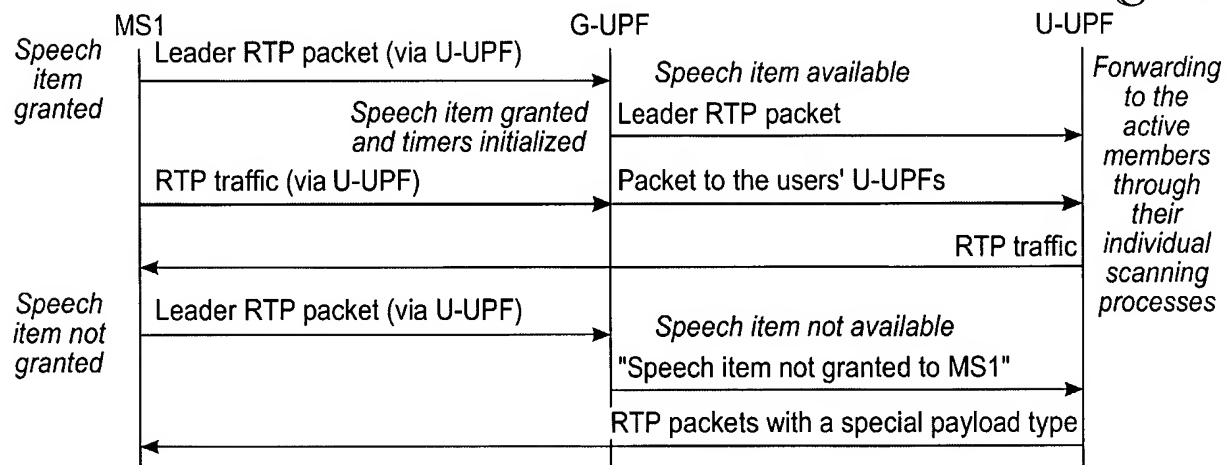 MS1
G-UPF
U-UPF
Speech
item
granted
Leader RTP packet (via U-UPF)
Speech item available
Speech item granted
and timers initialized
Leader RTP packet
RTP traffic (via U-UPF)
Packet to the users' U-UPFs
RTP traffic
Forwarding
to the
active
members
through
their
individual
scanning
processes
Speech
item not
granted
Leader RTP packet (via U-UPF)
Speech item not available
"Speech item not granted to MS1"
RTP packets with a special payload type